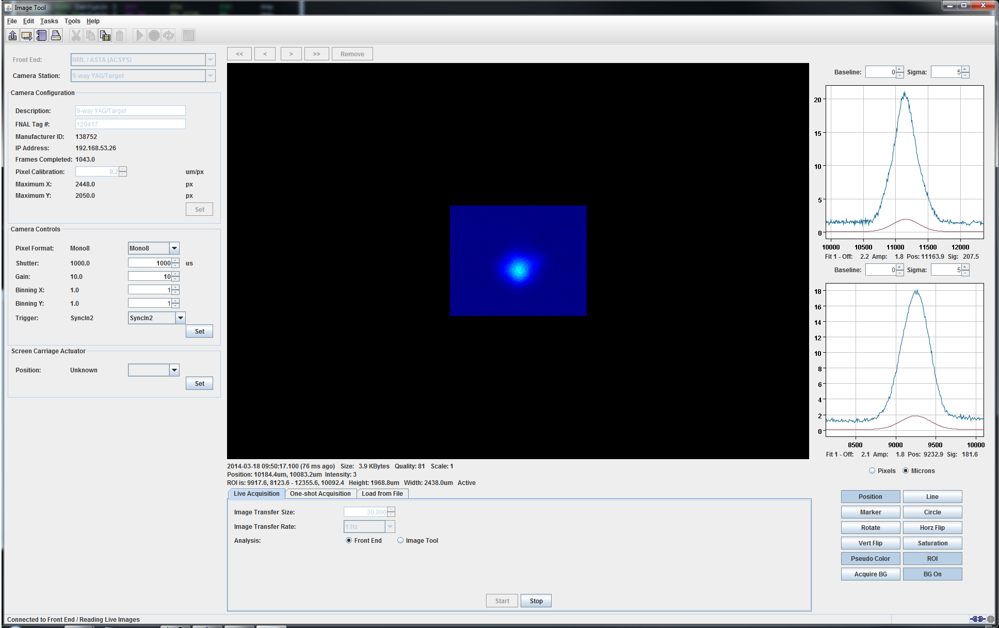 Image Tool
File Edit Tasks Tools Help
Front End: NML / ASTA (ACSYS)
Camera Station: 9-way YAG/Target
Camera Configuration
Description: 9-way YAG/Target
FNAL Tag #: 120417
Manufacturer ID: 138752
IP Address: 192.168.53.26
Frames Completed: 1043.0
Pixel Calibration: 9.2 um/px
Maximum X: 2448.0 px
Maximum Y: 2050.0 px
Set
Camera Controls
Pixel Format: Mono8 Mono8
Shutter: 1000.0 1000 us
Gain: 10.0 10
Binning X: 1.0 1
Binning Y: 1.0 1
Trigger: SyncIn2 SyncIn2
Set
Screen Carriage Actuator
Position: Unknown
Set
<< < > >> Remove
2014-03-18 09:50:17.100 (76 ms ago) Size: 3.9 KBytes Quality: 81 Scale: 1
Position: 10184.4um, 10083.2um Intensity: 3
ROI is: 9917.6, 8123.6 - 12355.6, 10092.4 Height: 1968.8um Width: 2438.0um Active
Live Acquisition One-shot Acquisition Load from File
Image Transfer Size: 30,000
Image Transfer Rate: 1 Hz
Analysis: Front End Image Tool
Start Stop
Baseline: 0 Sigma: 5
20
15
10
5
0
10000 10500 11000 11500 12000
Fit 1 - Off: 2.2 Amp: 1.8 Pos: 11163.9 Sig: 207.5
Baseline: 0 Sigma: 5
18
16
14
12
10
8
6
4
2
0
8500 9000 9500 10000
Fit 1 - Off: 2.1 Amp: 1.8 Pos: 9232.9 Sig: 181.6
Pixels Microns
Position Line
Marker Circle
Rotate Horz Flip
Vert Flip Saturation
Pseudo Color ROI
Acquire BG BG On
Connected to Front End / Reading Live Images